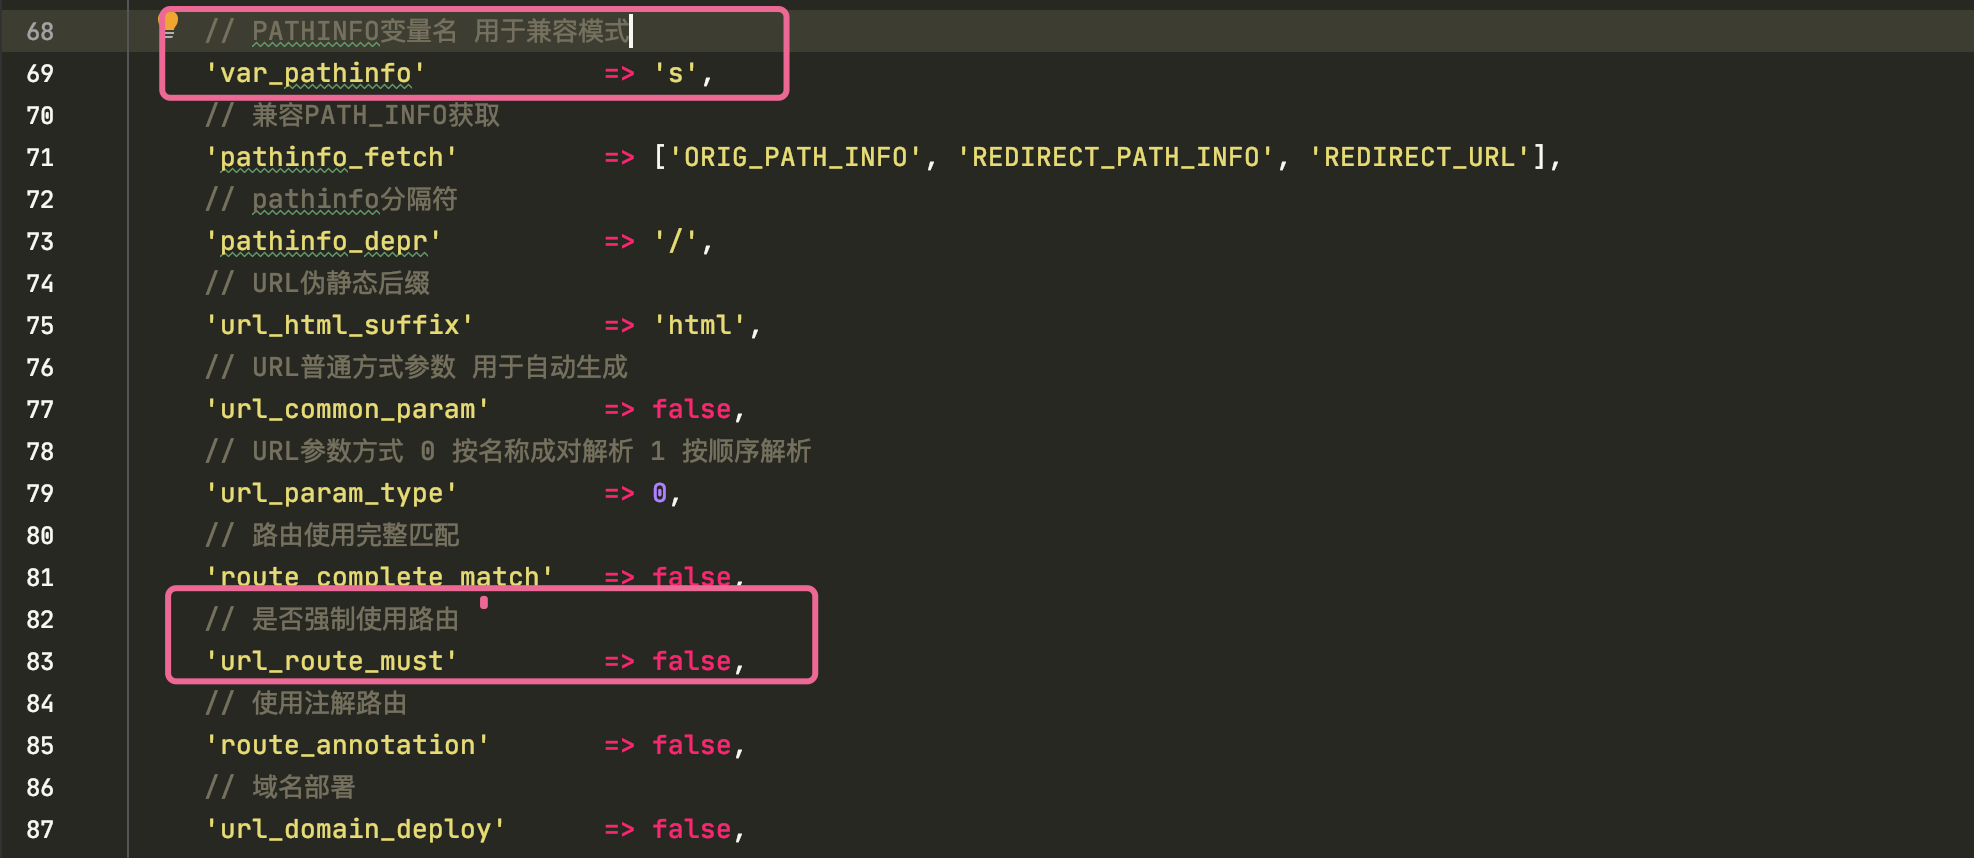 68 // PATHINFO变量名 用于兼容模式
69 'var_pathinfo' => 's',
70 // 兼容PATH_INFO获取
71 'pathinfo_fetch' => ['ORIG_PATH_INFO', 'REDIRECT_PATH_INFO', 'REDIRECT_URL'],
72 // pathinfo分隔符
73 'pathinfo_depr' => '/',
74 // URL伪静态后缀
75 'url_html_suffix' => 'html',
76 // URL普通方式参数 用于自动生成
77 'url_common_param' => false,
78 // URL参数方式 0 按名称成对解析 1 按顺序解析
79 'url_param_type' => 0,
80 // 路由使用完整匹配
81 'route_complete_match' => false,
82 // 是否强制使用路由
83 'url_route_must' => false,
84 // 使用注解路由
85 'route_annotation' => false,
86 // 域名部署
87 'url_domain_deploy' => false,